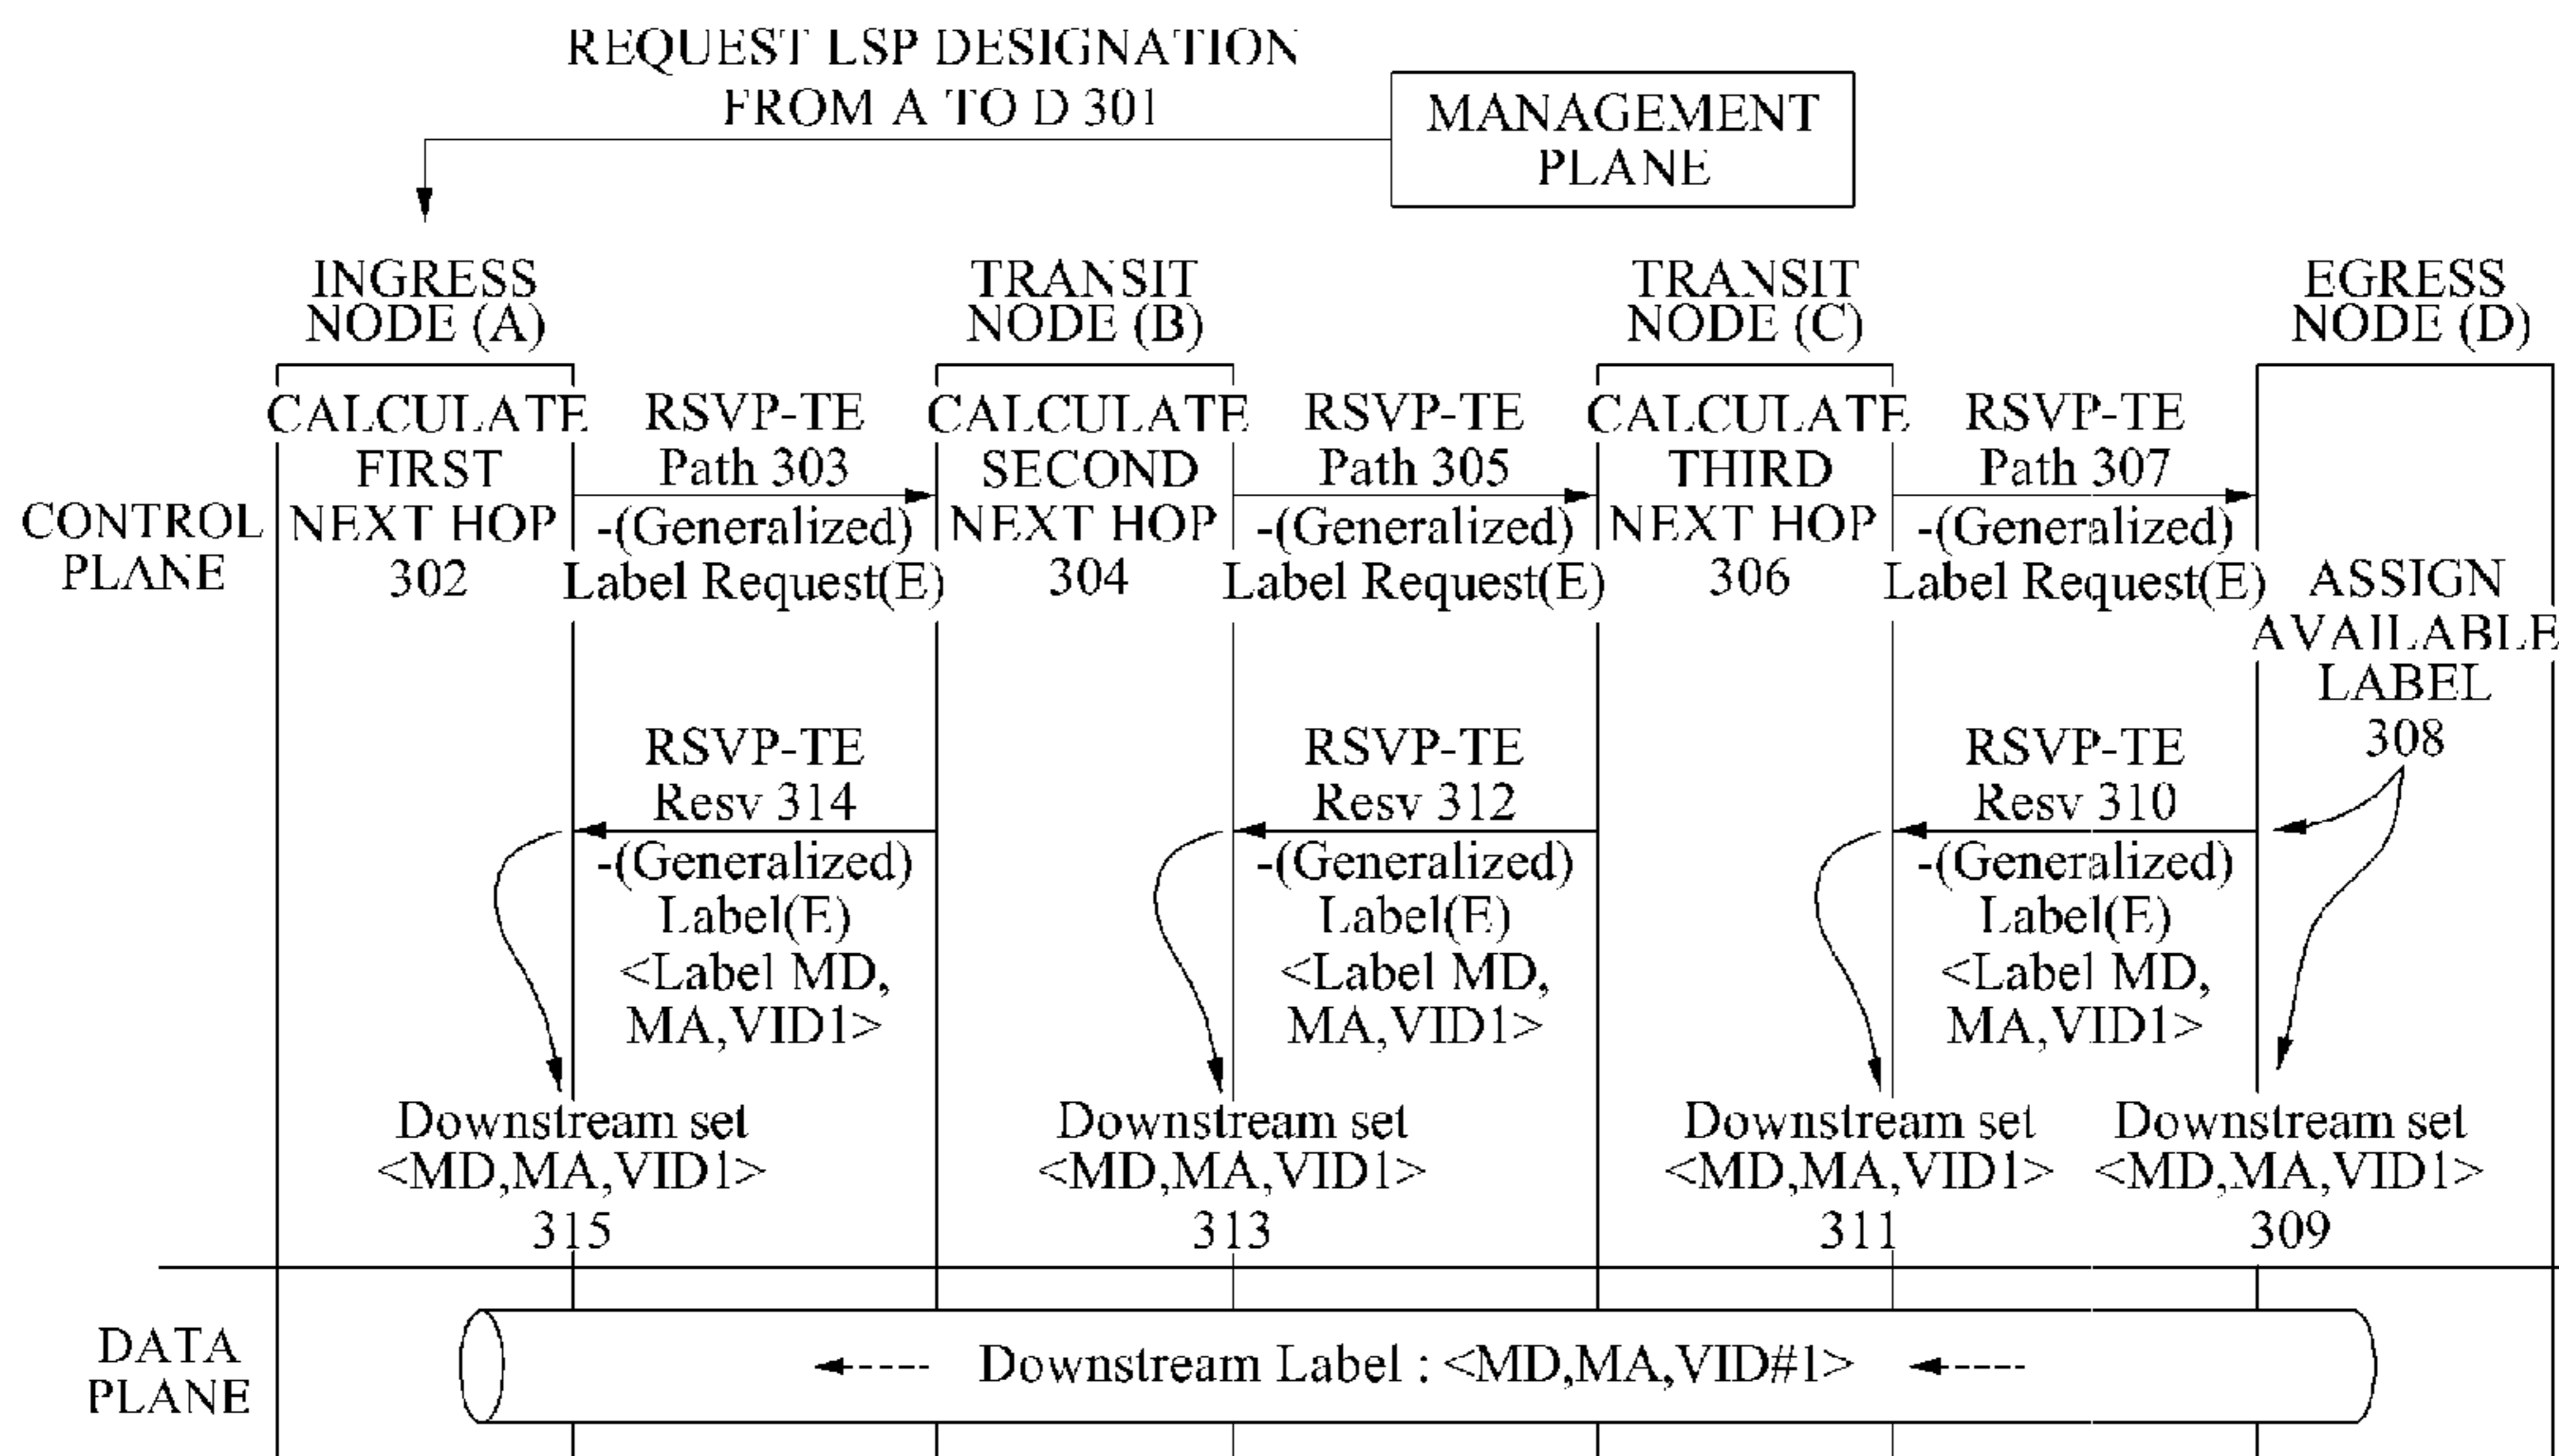 REQUEST LSP DESIGNATION
FROM A TO D 301
MANAGEMENT
PLANE
INGRESS
NODE (A)
TRANSIT
NODE (B)
TRANSIT
NODE (C)
EGRESS
NODE (D)
CONTROL
PLANE
CALCULATE
FIRST
NEXT HOP
302
RSVP-TE
Path 303
-(Generalized)
Label Request(E)
CALCULATE
SECOND
NEXT HOP
304
RSVP-TE
Path 305
-(Generalized)
Label Request(E)
CALCULATE
THIRD
NEXT HOP
306
RSVP-TE
Path 307
-(Generalized)
Label Request(E)
ASSIGN
AVAILABLE
LABEL
308
RSVP-TE
Resv 314
-(Generalized)
Label(E)
<Label MD,
MA,VID1>
RSVP-TE
Resv 312
-(Generalized)
Label(E)
<Label MD,
MA,VID1>
RSVP-TE
Resv 310
-(Generalized)
Label(E)
<Label MD,
MA,VID1>
Downstream set
<MD,MA,VID1>
315
Downstream set
<MD,MA,VID1>
313
Downstream set
<MD,MA,VID1>
311
Downstream set
<MD,MA,VID1>
309
DATA
PLANE
Downstream Label : <MD,MA,VID#1>